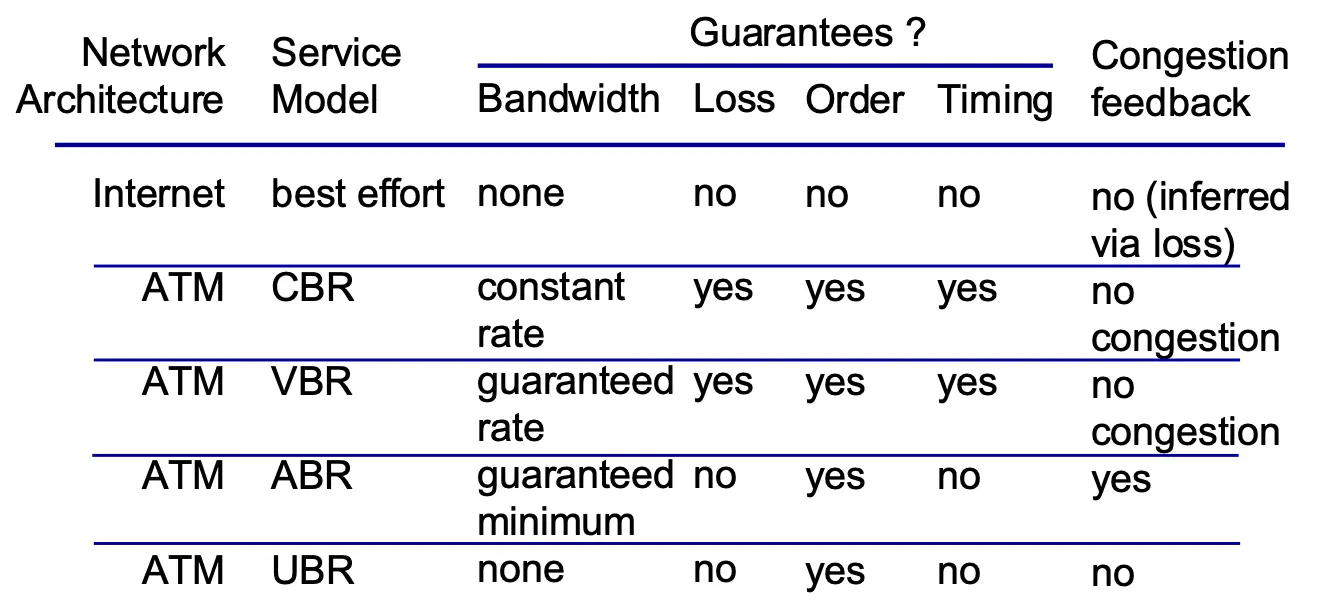 Guarantees ?
Network Service Congestion
Architecture Model Bandwidth Loss Order Timing feedback
Internet best effort none no no no no (inferred
via loss)
ATM CBR constant yes yes yes no
rate congestion
ATM VBR guaranteed yes yes yes no
rate congestion
ATM ABR guaranteed no yes no yes
minimum
ATM UBR none no yes no no